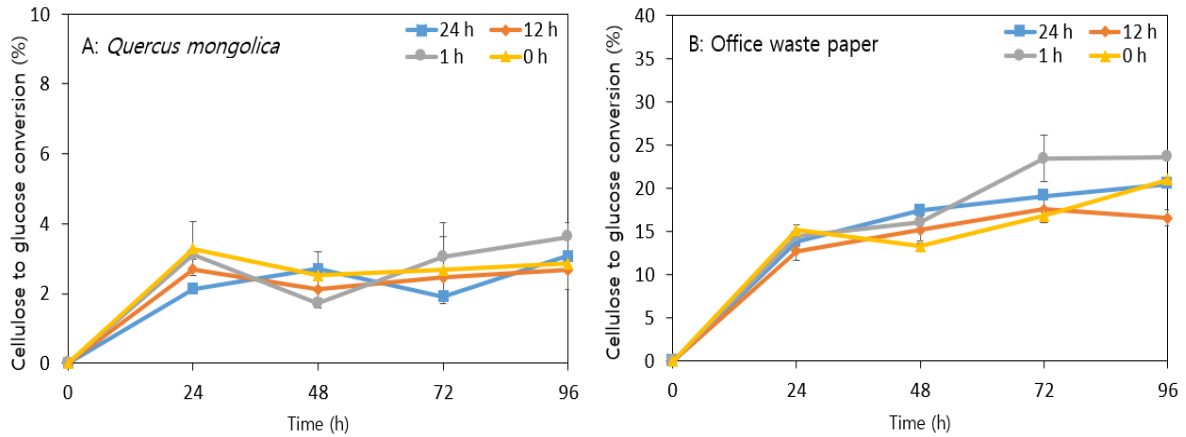 A: Quercus mongolica
24 h
12 h
1 h
0 h
Cellulose to glucose conversion (%)
10
8
6
4
2
0
0
24
48
72
96
Time (h)
B: Office waste paper
24 h
12 h
1 h
0 h
Cellulose to glucose conversion (%)
40
35
30
25
20
15
10
5
0
0
24
48
72
96
Time (h)